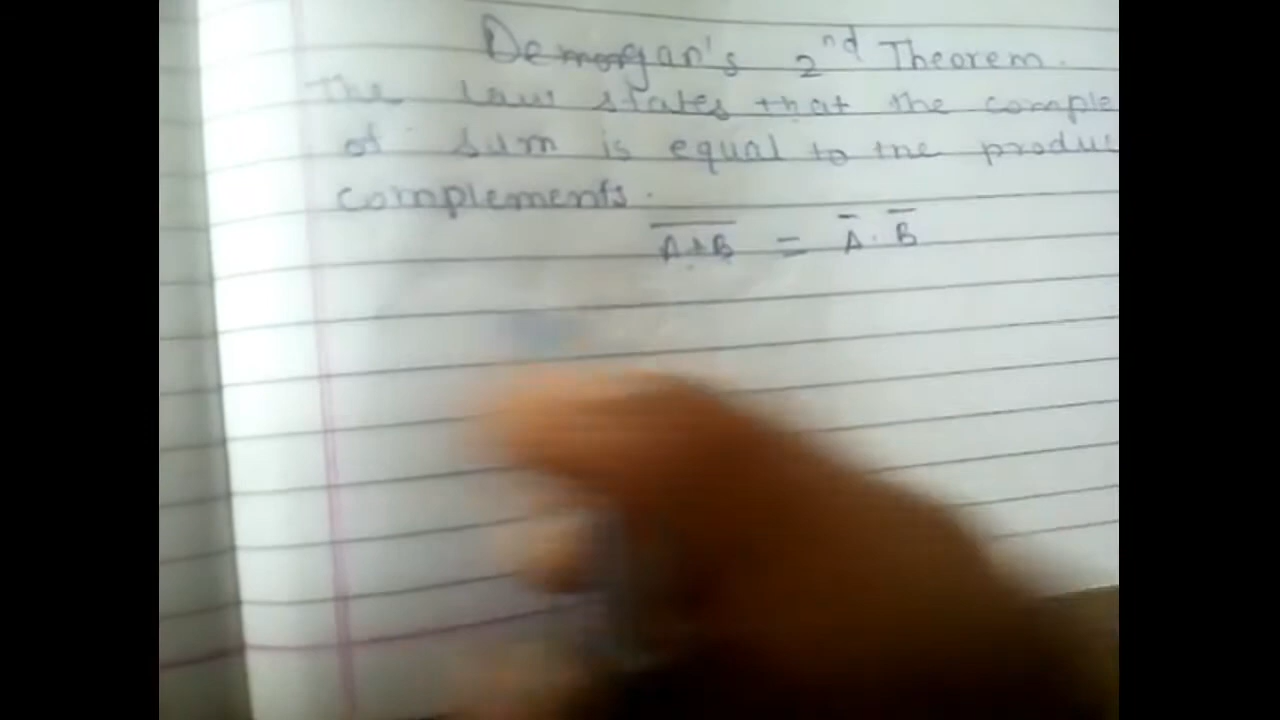 Demorgan's 2nd Theorem.
The law states that the comple
of sum is equal to the produc
complements.
A̅+̅B̅ = A̅ . B̅